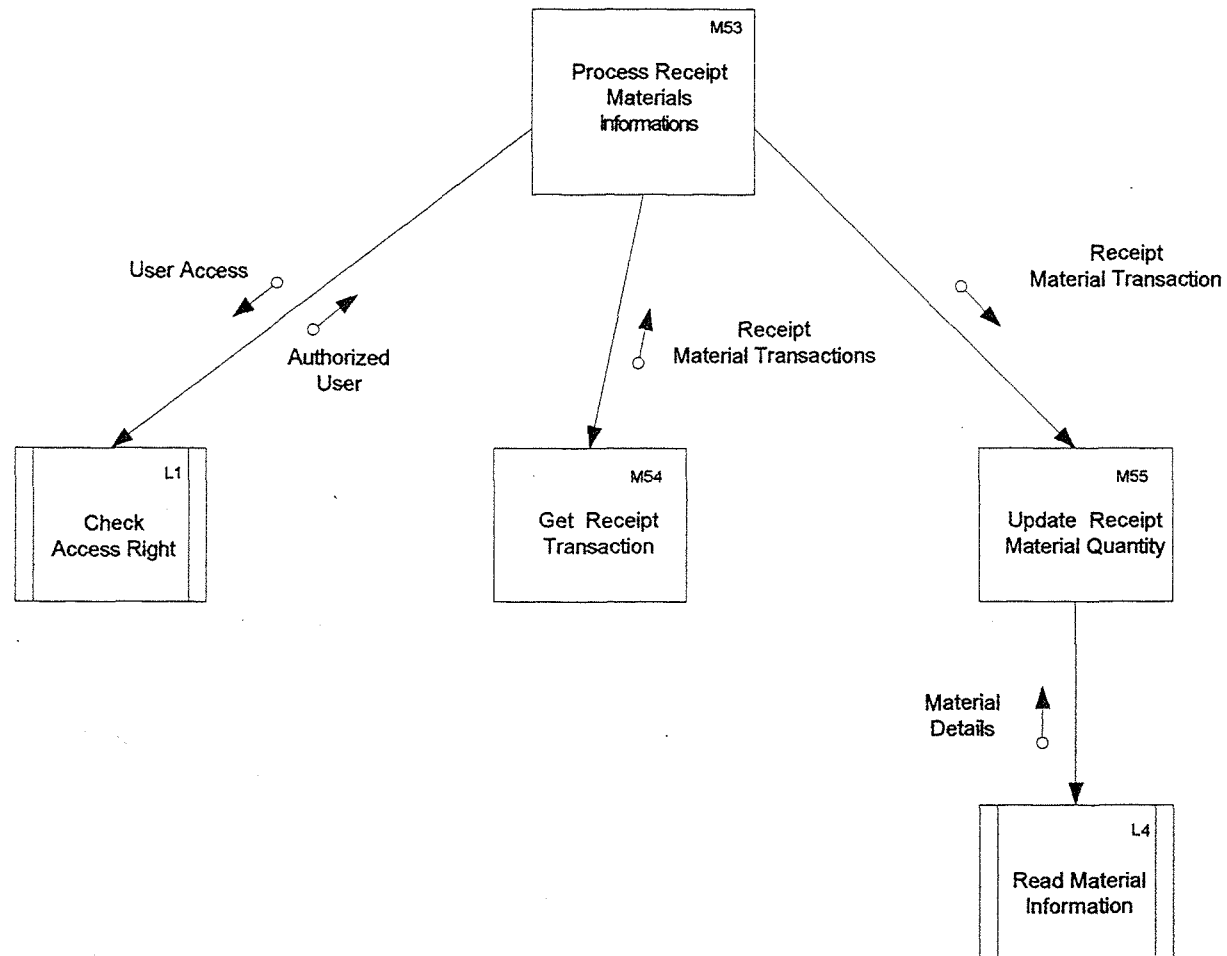 M53
Process Receipt
Materials
Informations
User Access
Authorized
User
Receipt
Material Transactions
Receipt
Material Transaction
L1
Check
Access Right
M54
Get Receipt
Transaction
M55
Update Receipt
Material Quantity
Material
Details
L4
Read Material
Information